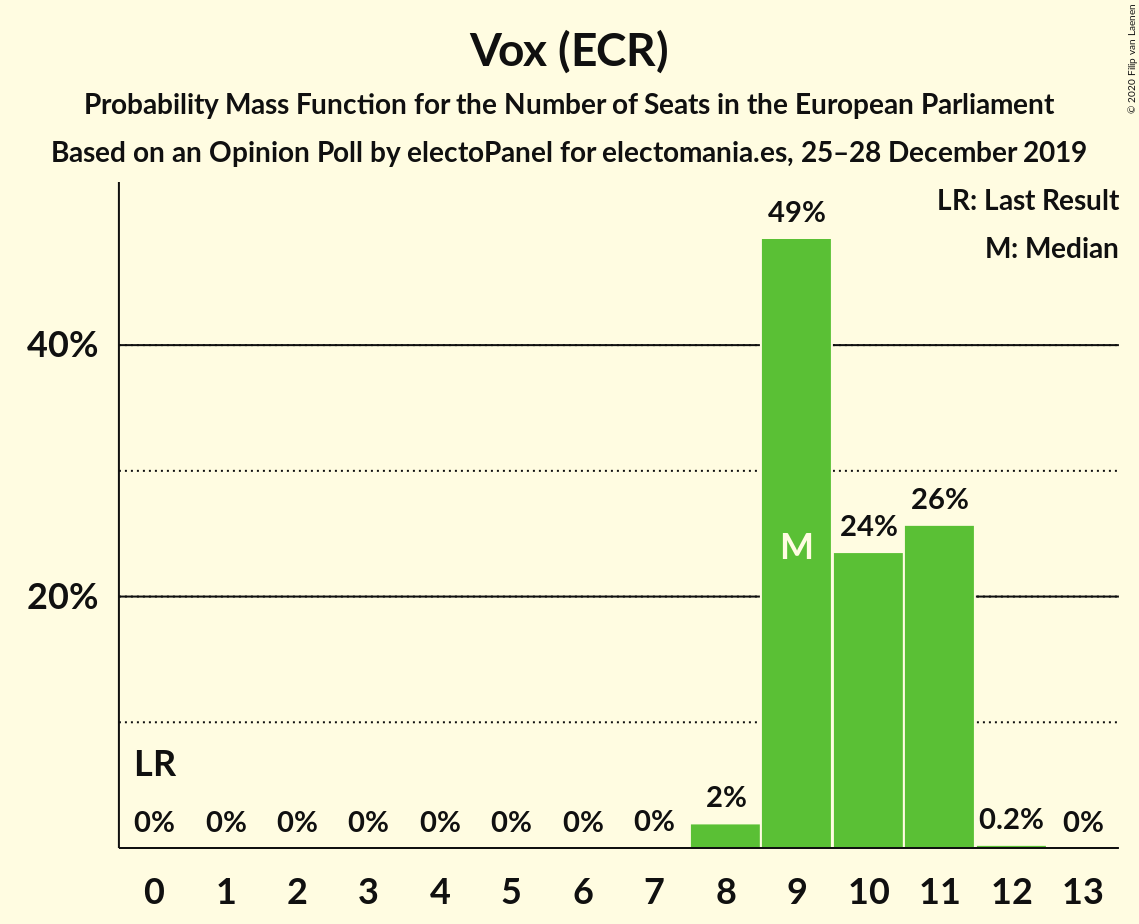 Vox (ECR)
Probability Mass Function for the Number of Seats in the European Parliament
Based on an Opinion Poll by electoPanel for electomania.es, 25–28 December 2019
© 2020 Filip van Laenen
LR: Last Result
M: Median
49%
40%
26%
24%
M
20%
LR
2%
0% 0% 0% 0% 0% 0% 0% 0% 0.2% 0%
0 1 2 3 4 5 6 7 8 9 10 11 12 13